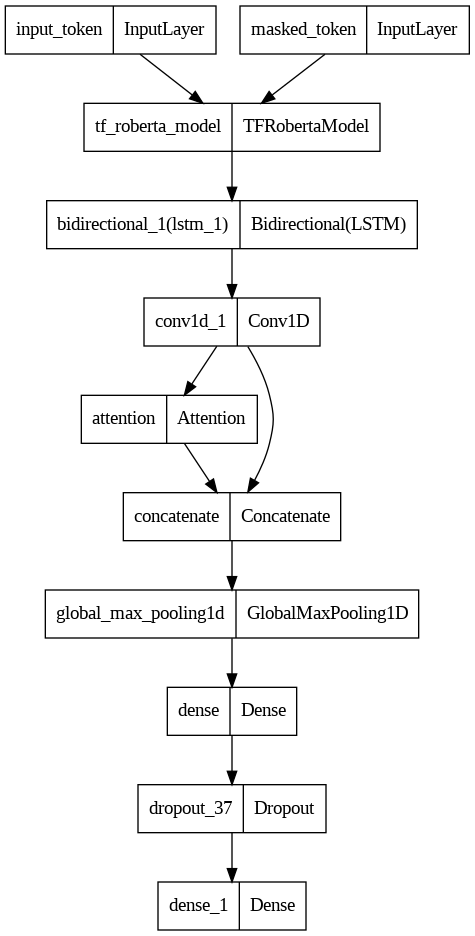 input_token InputLayer masked_token InputLayer
tf_roberta_model TFRobertaModel
bidirectional_1(lstm_1) Bidirectional(LSTM)
conv1d_1 Conv1D
attention Attention
concatenate Concatenate
global_max_pooling1d GlobalMaxPooling1D
dense Dense
dropout_37 Dropout
dense_1 Dense